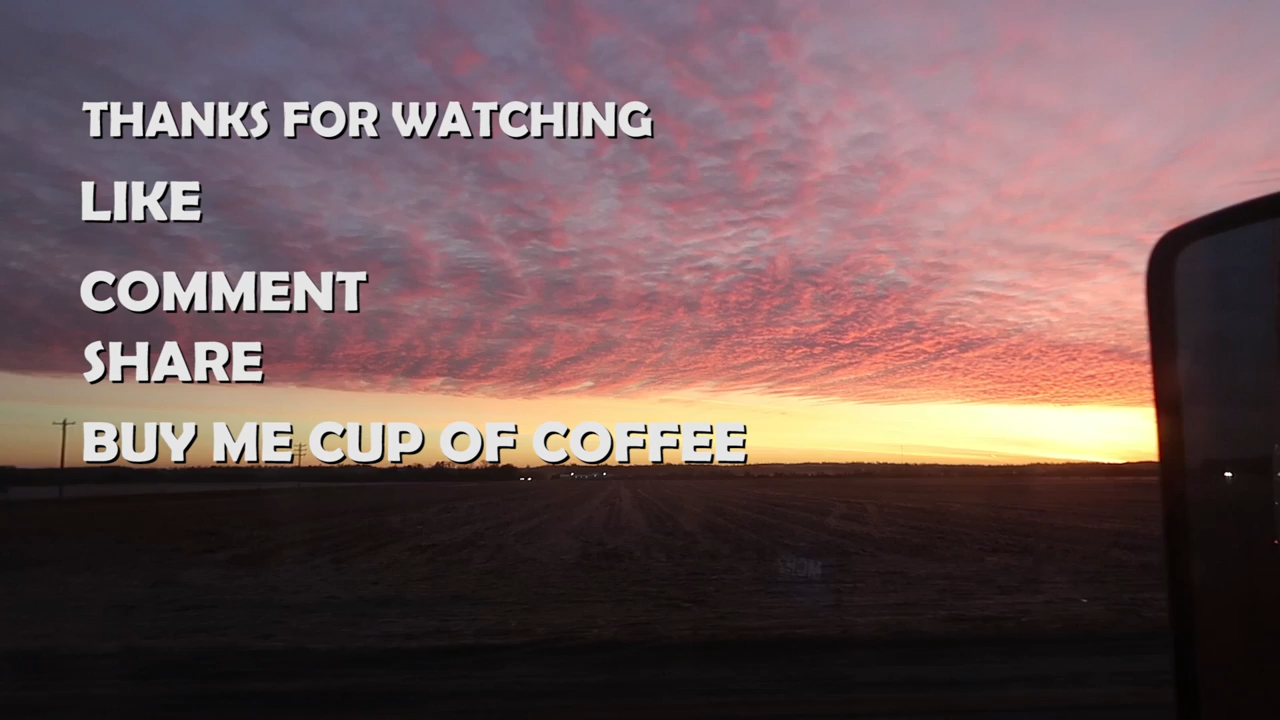 THANKS FOR WATCHING
LIKE
COMMENT
SHARE
BUY ME CUP OF COFFEE